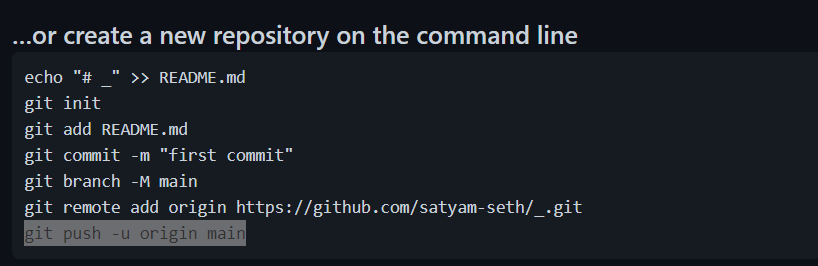 ...or create a new repository on the command line
echo "# _" >> README.md
git init
git add README.md
git commit -m "first commit"
git branch -M main
git remote add origin https://github.com/satyam-seth/_.git
git push -u origin main